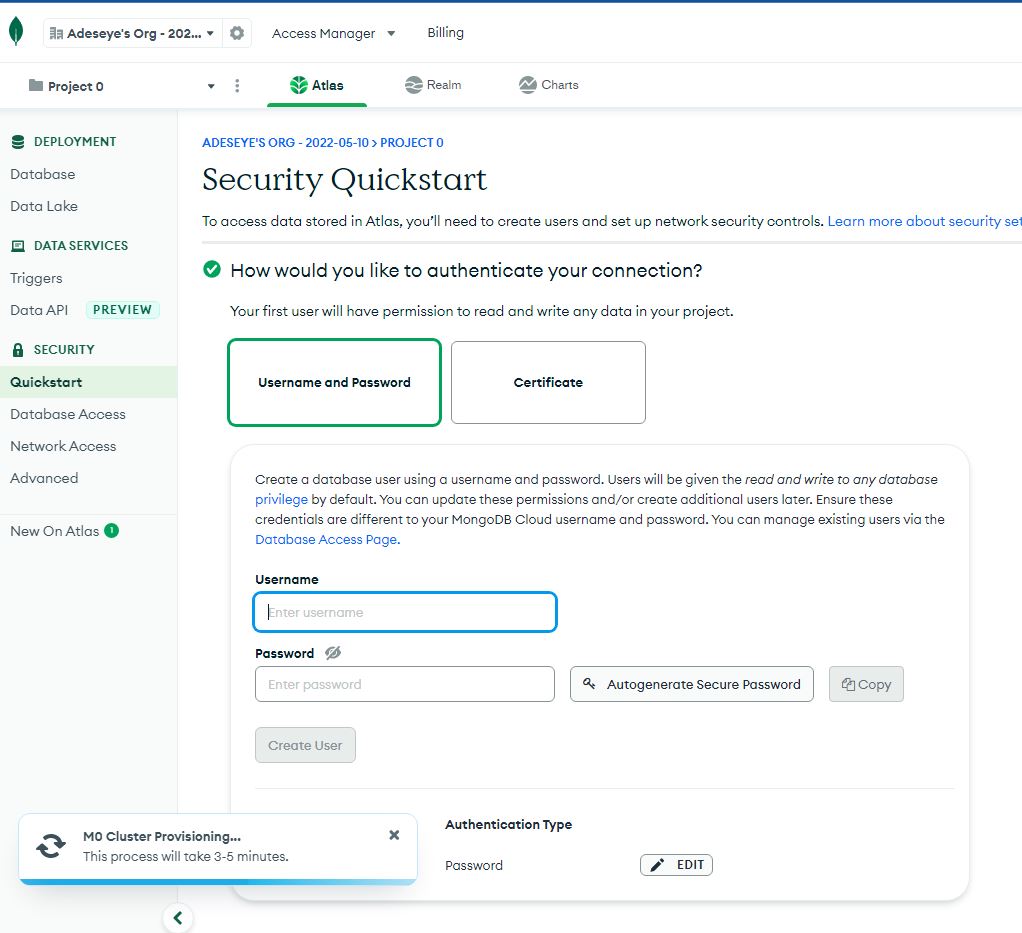 Adeseye's Org - 202... Access Manager Billing
Project 0 Atlas Realm Charts
DEPLOYMENT
Database
Data Lake
DATA SERVICES
Triggers
Data API PREVIEW
SECURITY
Quickstart
Database Access
Network Access
Advanced
New On Atlas 1
ADESEYE'S ORG - 2022-05-10 > PROJECT 0
Security Quickstart
To access data stored in Atlas, you'll need to create users and set up network security controls. Learn more about security set
How would you like to authenticate your connection?
Your first user will have permission to read and write any data in your project.
Username and Password Certificate
Create a database user using a username and password. Users will be given the read and write to any database
privilege by default. You can update these permissions and/or create additional users later. Ensure these
credentials are different to your MongoDB Cloud username and password. You can manage existing users via the
Database Access Page.
Username
Enter username
Password
Enter password Autogenerate Secure Password Copy
Create User
Authentication Type
Password EDIT
M0 Cluster Provisioning...
This process will take 3-5 minutes.